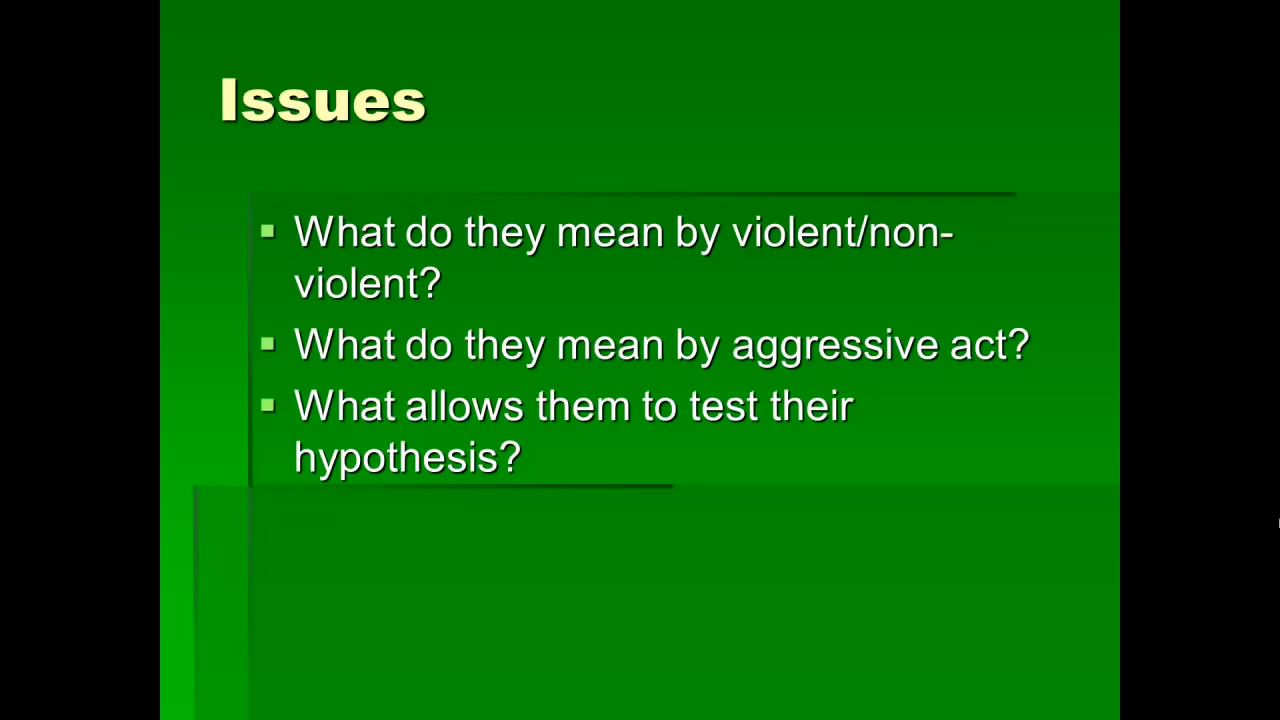 Issues
What do they mean by violent/non-
violent?
What do they mean by aggressive act?
What allows them to test their
hypothesis?